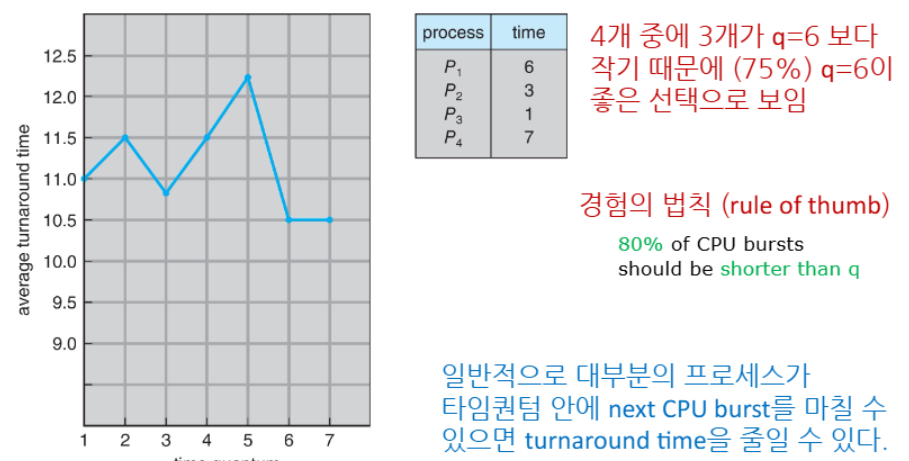 12.5
12.0
11.5
11.0
10.5
10.0
9.5
9.0
average turnaround time
1 2 3 4 5 6 7
time quantum
process time
P1 6
P2 3
P3 1
P4 7
4개 중에 3개가 q=6 보다
작기 때문에 (75%) q=6이
좋은 선택으로 보임
경험의 법칙 (rule of thumb)
80% of CPU bursts
should be shorter than q
일반적으로 대부분의 프로세스가
타임퀀텀 안에 next CPU burst를 마칠 수
있으면 turnaround time을 줄일 수 있다.